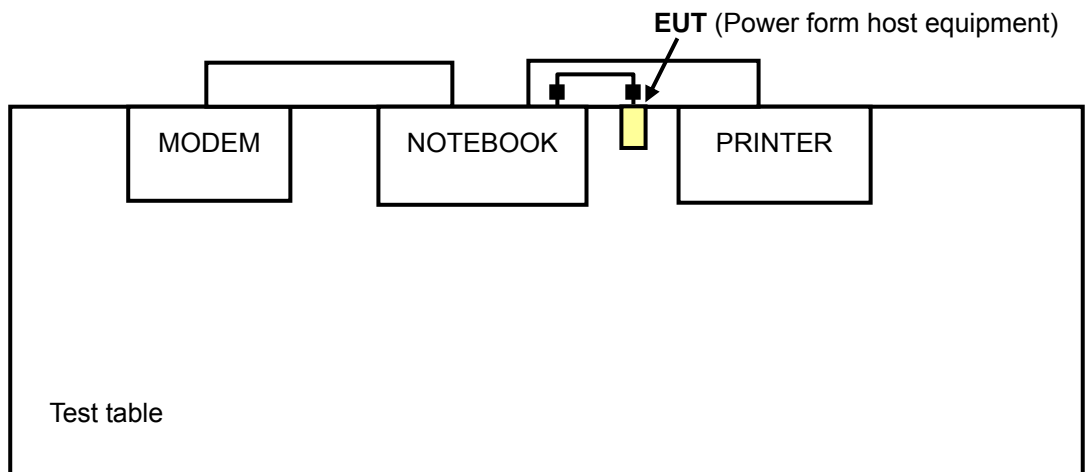 EUT (Power form host equipment)
MODEM
NOTEBOOK
PRINTER
Test table